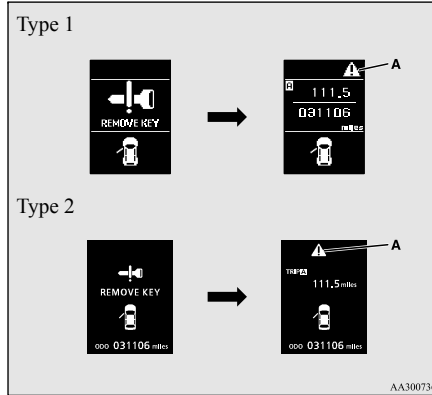 Type 1
REMOVE KEY
A
A
111.5
031106
miles
Type 2
REMOVE KEY
ODO 031106 miles
A
TRIP A
111.5 miles
ODO 031106 miles